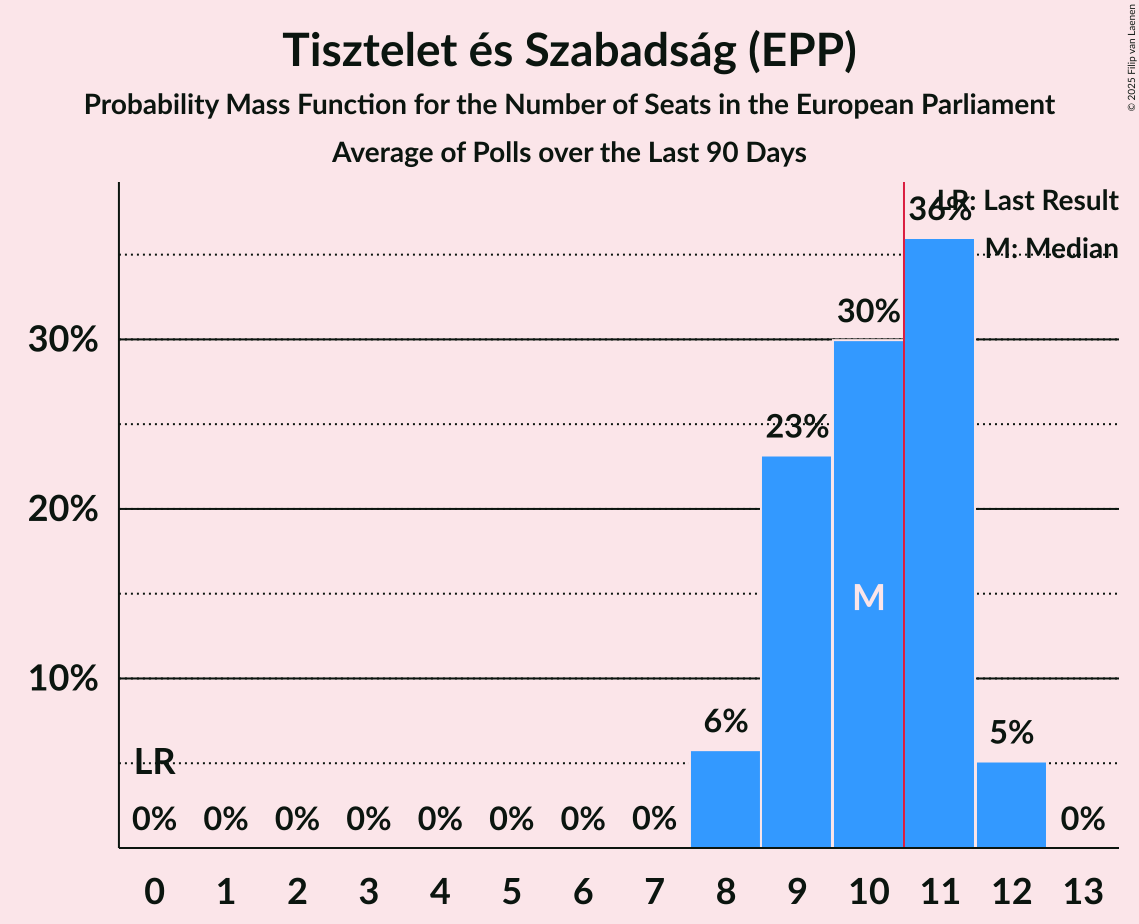 Tisztelet és Szabadság (EPP)
Probability Mass Function for the Number of Seats in the European Parliament
Average of Polls over the Last 90 Days
© 2025 Filip van Laenen
LR: Last Result
M: Median
36%
30%
30%
23%
20%
M
10%
6%
5%
LR
0% 0% 0% 0% 0% 0% 0% 0% 0%
0 1 2 3 4 5 6 7 8 9 10 11 12 13